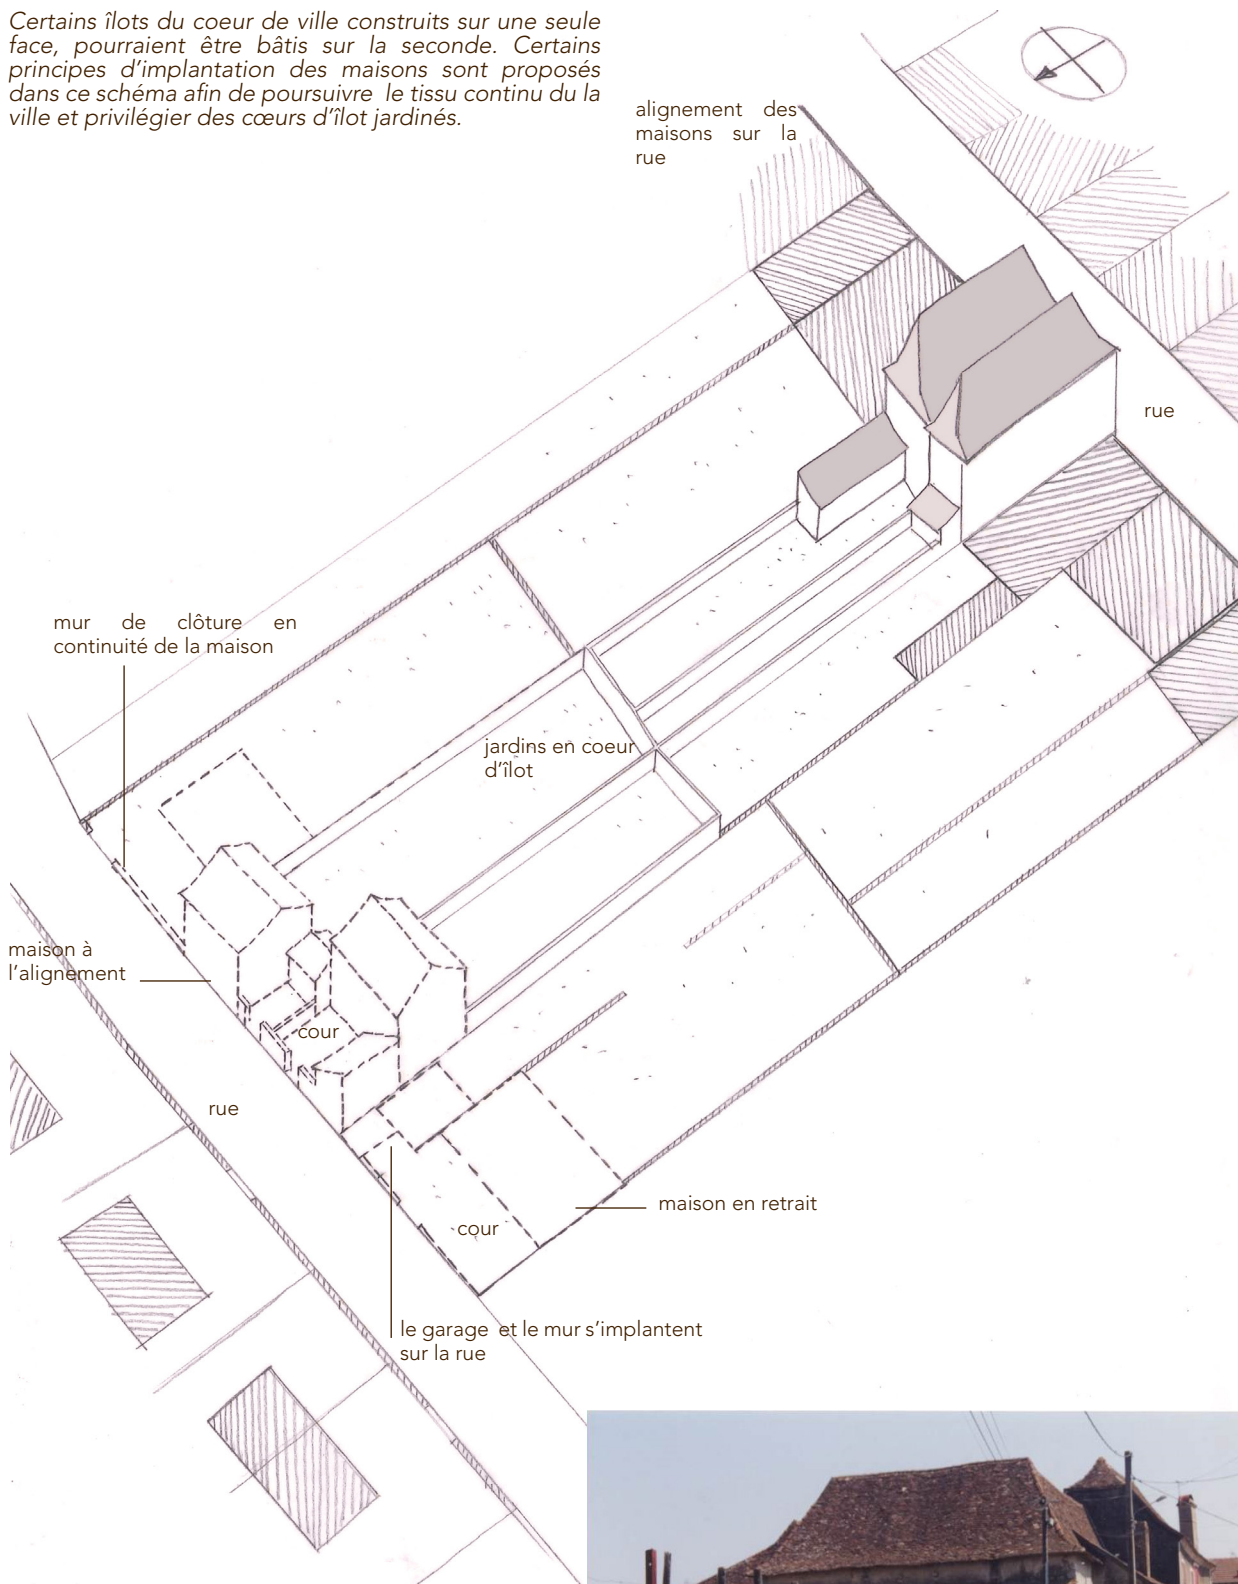 Certains îlots du coeur de ville construits sur une seule
face, pourraient être bâtis sur la seconde. Certains
principes d'implantation des maisons sont proposés
dans ce schéma afin de poursuivre le tissu continu du la
ville et privilégier des cœurs d'îlot jardinés.
alignement des
maisons sur la
rue
rue
mur de clôture en
continuité de la maison
jardins en coeur
d'îlot
maison à
l'alignement
cour
rue
maison en retrait
cour
le garage et le mur s'implantent
sur la rue